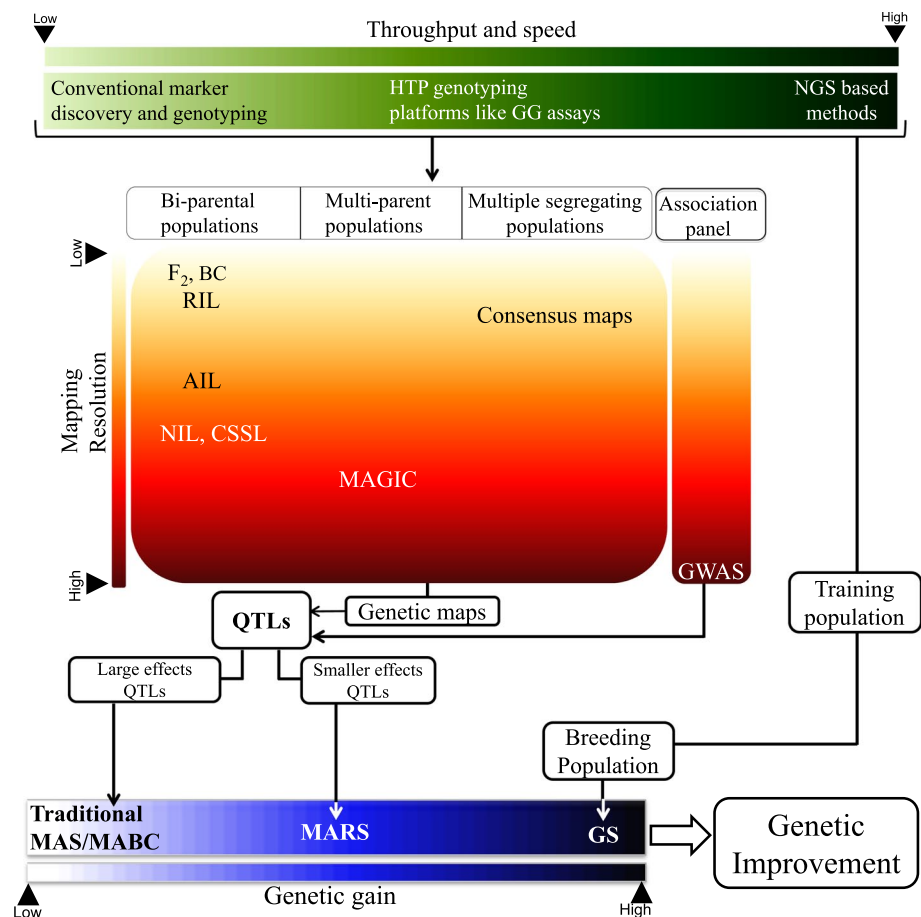 Low
High
Throughput and speed
Conventional marker
discovery and genotyping
HTP genotyping
platforms like GG assays
NGS based
methods
Bi-parental
populations
Multi-parent
populations
Multiple segregating
populations
Association
panel
Low
Mapping
Resolution
High
F₂, BC
RIL
Consensus maps
AIL
NIL, CSSL
MAGIC
GWAS
Training
population
Genetic maps
QTLs
Large effects
QTLs
Smaller effects
QTLs
Breeding
Population
Traditional
MAS/MABC
MARS
GS
Genetic
Improvement
Genetic gain
Low
High